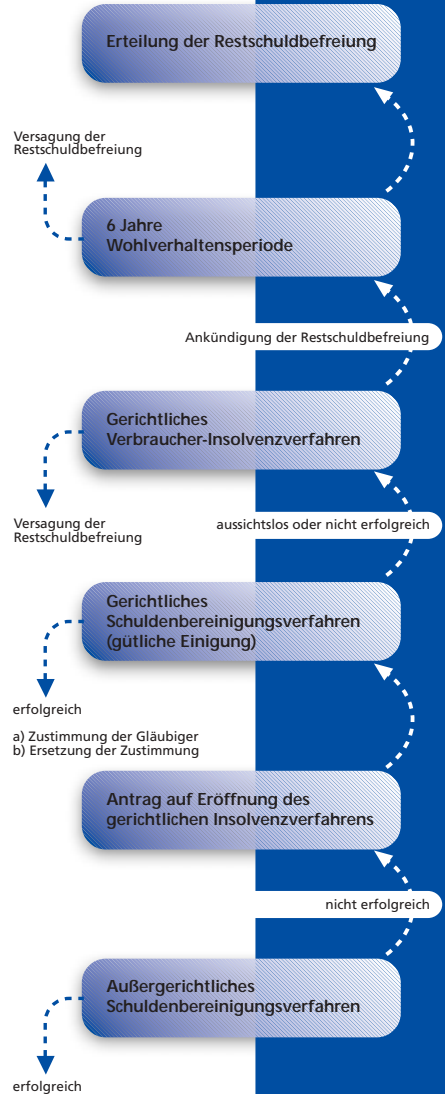 Erteilung der Restschuldbefreiung
Versagung der
Restschuldbefreiung
6 Jahre
Wohlverhaltensperiode
Ankündigung der Restschuldbefreiung
Gerichtliches
Verbraucher-Insolvenzverfahren
Versagung der
Restschuldbefreiung
aussichtslos oder nicht erfolgreich
Gerichtliches
Schuldenbereinigungsverfahren
(gütliche Einigung)
erfolgreich
a) Zustimmung der Gläubiger
b) Ersetzung der Zustimmung
Antrag auf Eröffnung des
gerichtlichen Insolvenzverfahrens
nicht erfolgreich
Außergerichtliches
Schuldenbereinigungsverfahren
erfolgreich